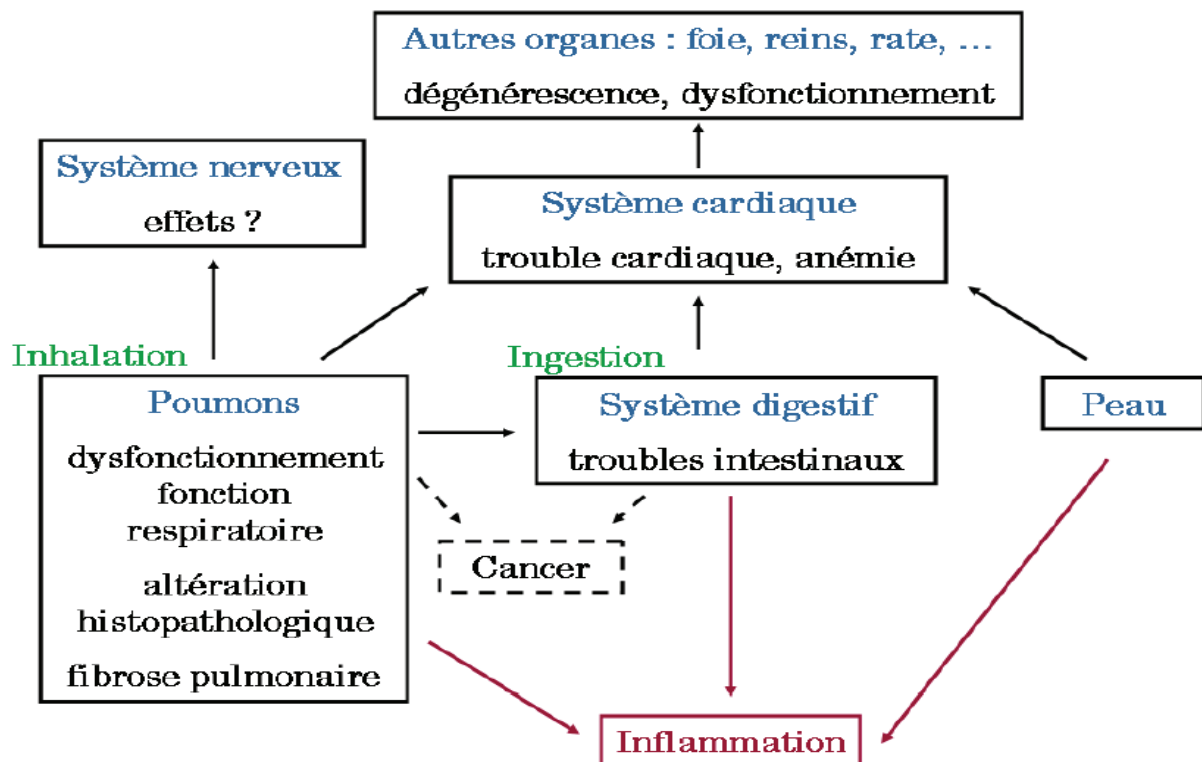 Autres organes : foie, reins, rate, ...
dégénérescence, dysfonctionnement
Système nerveux
effets ?
Système cardiaque
trouble cardiaque, anémie
Inhalation
Poumons
dysfonctionnement
fonction
respiratoire
altération
histopathologique
fibrose pulmonaire
Ingestion
Système digestif
troubles intestinaux
Peau
Cancer
Inflammation